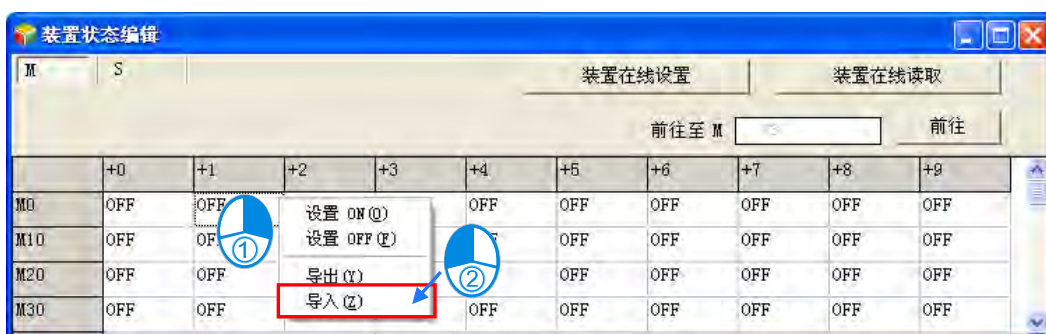 装置状态编辑
M S 装置在线设置 装置在线读取
前往至 M 前往
+0 +1 +2 +3 +4 +5 +6 +7 +8 +9
M0 OFF OFF 设置 ON(O) OFF OFF OFF OFF OFF OFF
M10 OFF OF ① 设置 OFF(F) OFF OFF OFF OFF OFF
M20 OFF OFF 导出(Y) ② OFF OFF OFF OFF OFF
M30 OFF OFF 导入(Z) OFF OFF OFF OFF OFF OFF